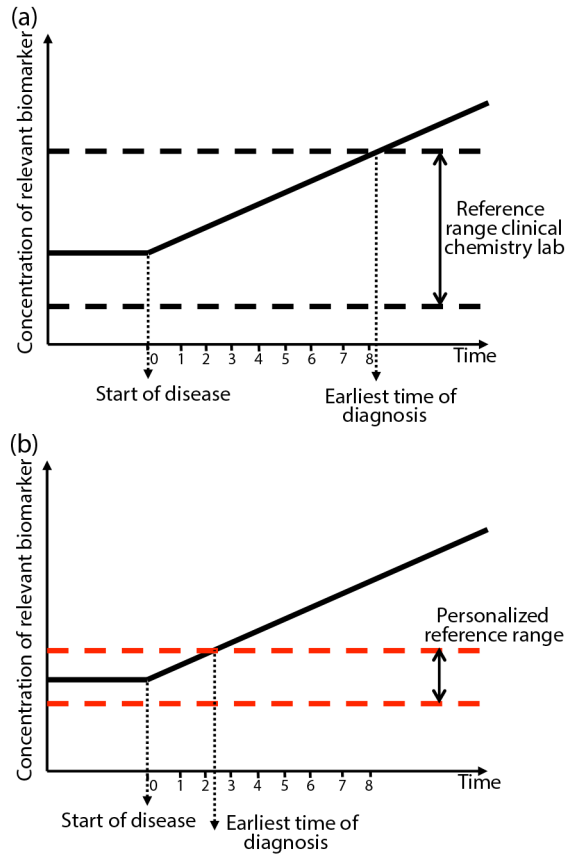 (a)
Concentration of relevant biomarker
Reference
range clinical
chemistry lab
0 1 2 3 4 5 6 7 8
Time
Start of disease
Earliest time of
diagnosis
(b)
Concentration of relevant biomarker
Personalized
reference range
0 1 2 3 4 5 6 7 8
Time
Start of disease
Earliest time of
diagnosis